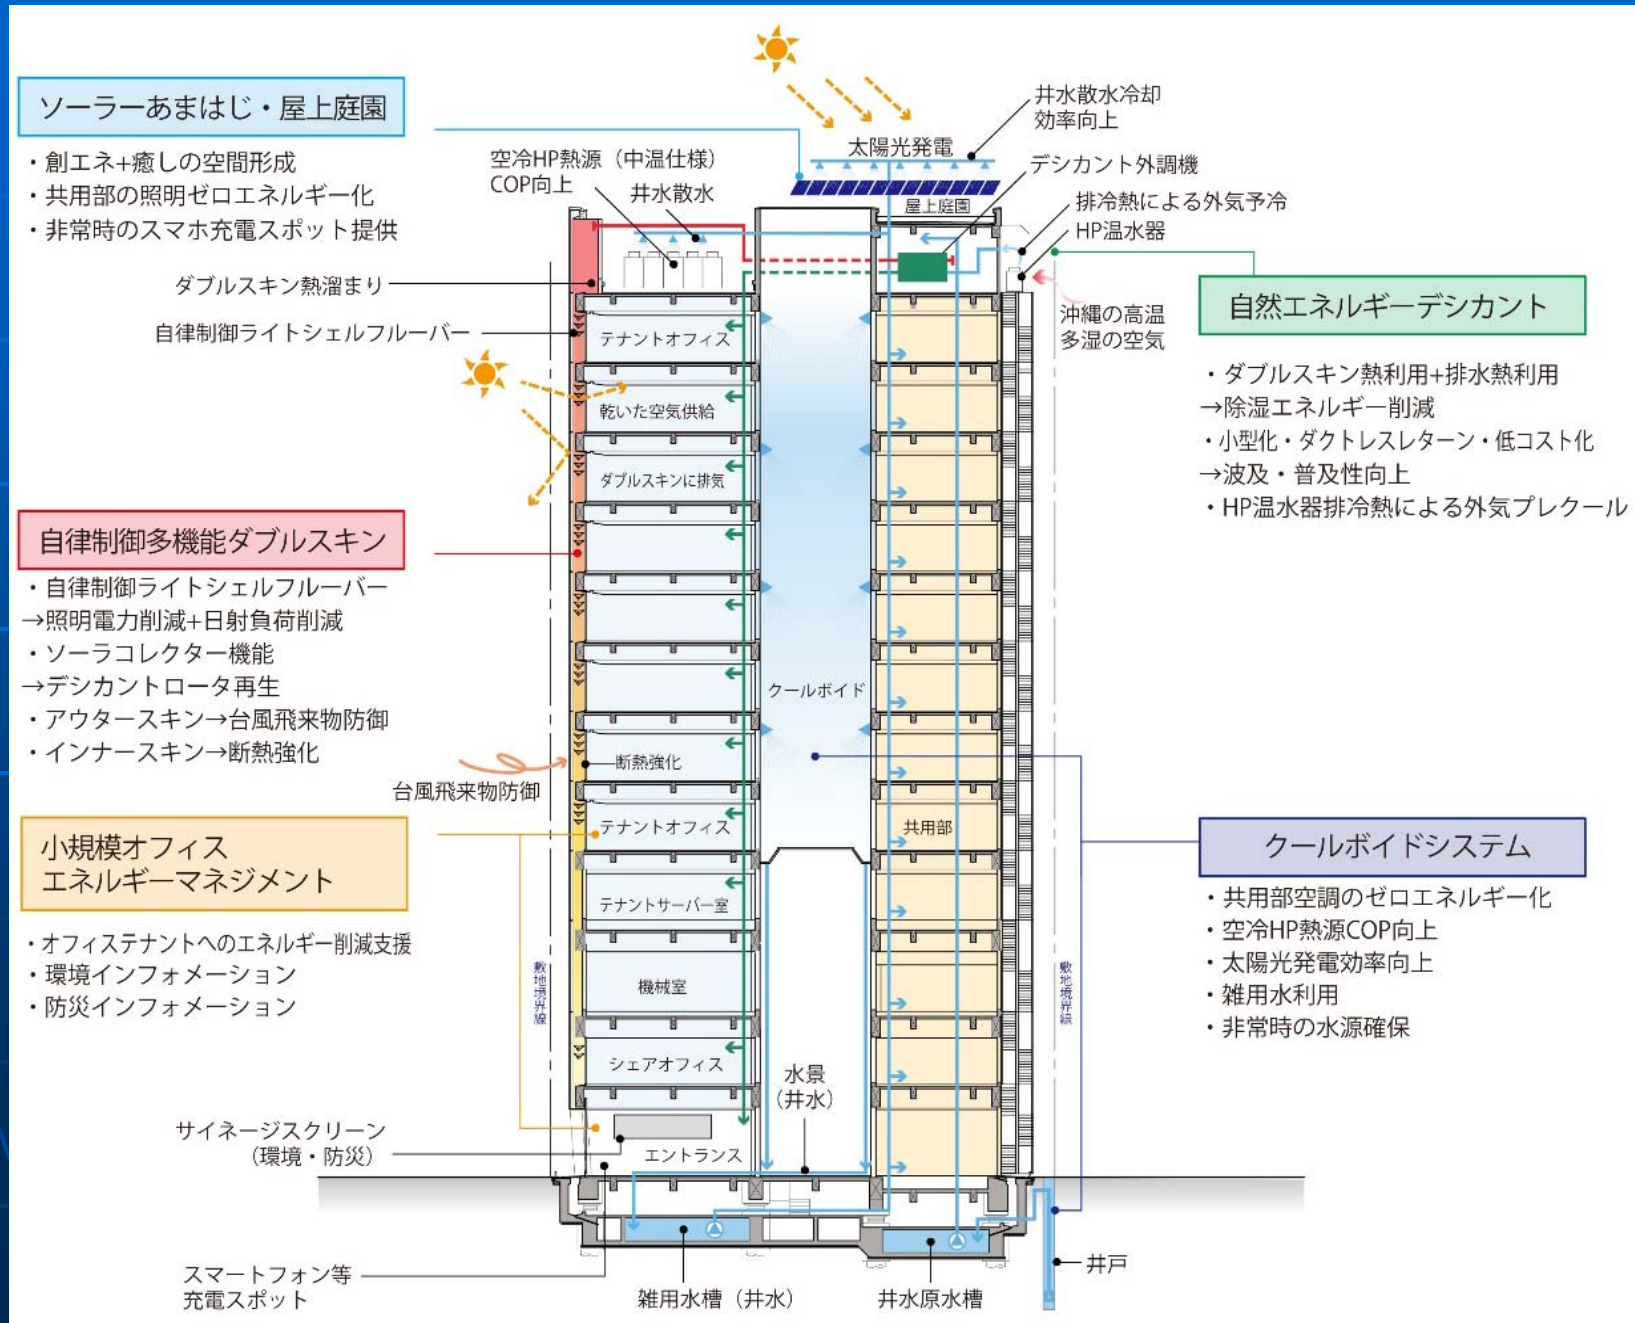 ソーラーあまはじ・屋上庭園
・創エネ+癒しの空間形成
・共用部の照明ゼロエネルギー化
・非常時のスマホ充電スポット提供
空冷HP熱源（中温仕様）
COP向上
井水散水
太陽光発電
井水散水冷却
効率向上
デシカント外調機
屋上庭園
排冷熱による外気予冷
HP温水器
沖縄の高温
多湿の空気
ダブルスキン熱溜まり
自律制御ライトシェルフルーバー
自然エネルギーデシカント
・ダブルスキン熱利用+排水熱利用
→除湿エネルギー削減
・小型化・ダクトレスレターン・低コスト化
→波及・普及性向上
・HP温水器排冷熱による外気プレクール
テナントオフィス
乾いた空気供給
ダブルスキンに排気
自律制御多機能ダブルスキン
・自律制御ライトシェルフルーバー
→照明電力削減+日射負荷削減
・ソーラコレクター機能
→デシカントロータ再生
・アウタースキン→台風飛来物防御
・インナースキン→断熱強化
台風飛来物防御
クールボイド
断熱強化
テナントオフィス
共用部
テナントサーバー室
機械室
シェアオフィス
小規模オフィス
エネルギーマネジメント
・オフィステナントへのエネルギー削減支援
・環境インフォメーション
・防災インフォメーション
クールボイドシステム
・共用部空調のゼロエネルギー化
・空冷HP熱源COP向上
・太陽光発電効率向上
・雑用水利用
・非常時の水源確保
敷地境界線
敷地境界線
水景
（井水）
サイネージスクリーン
（環境・防災）
エントランス
スマートフォン等
充電スポット
雑用水槽（井水）
井水原水槽
井戸